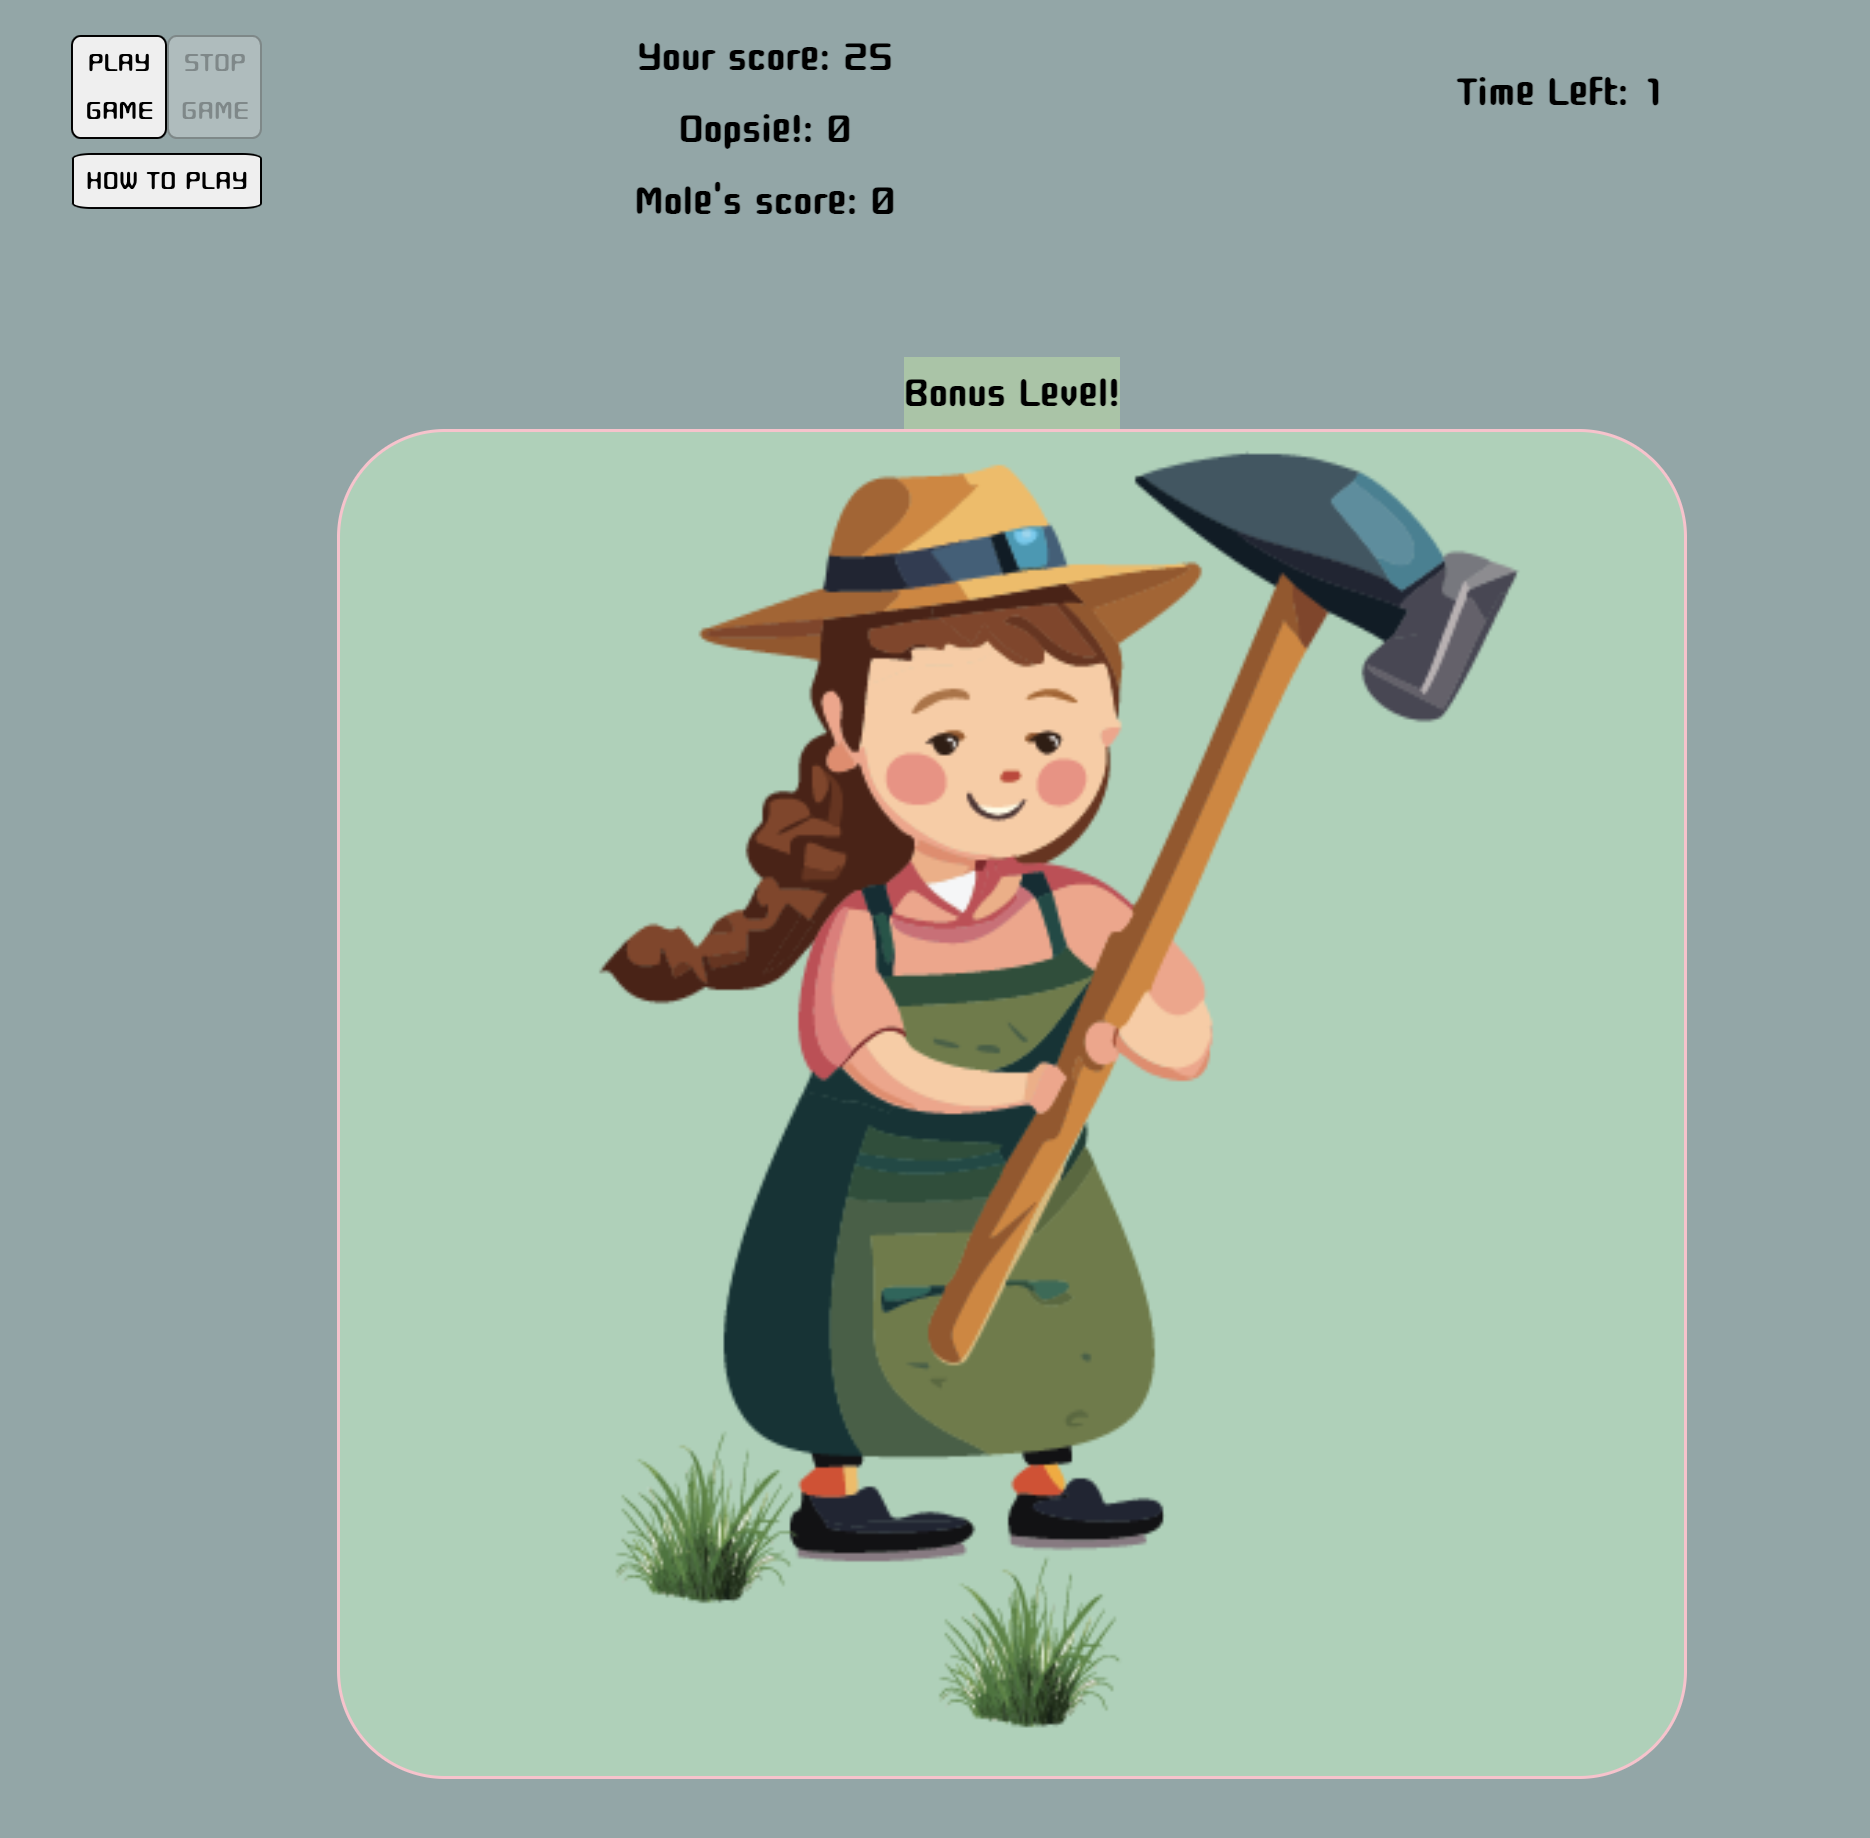 PLAY
GAME
STOP
GAME
HOW TO PLAY
Your score: 25
Oopsie!: 0
Mole's score: 0
Time Left: 1
Bonus Level!